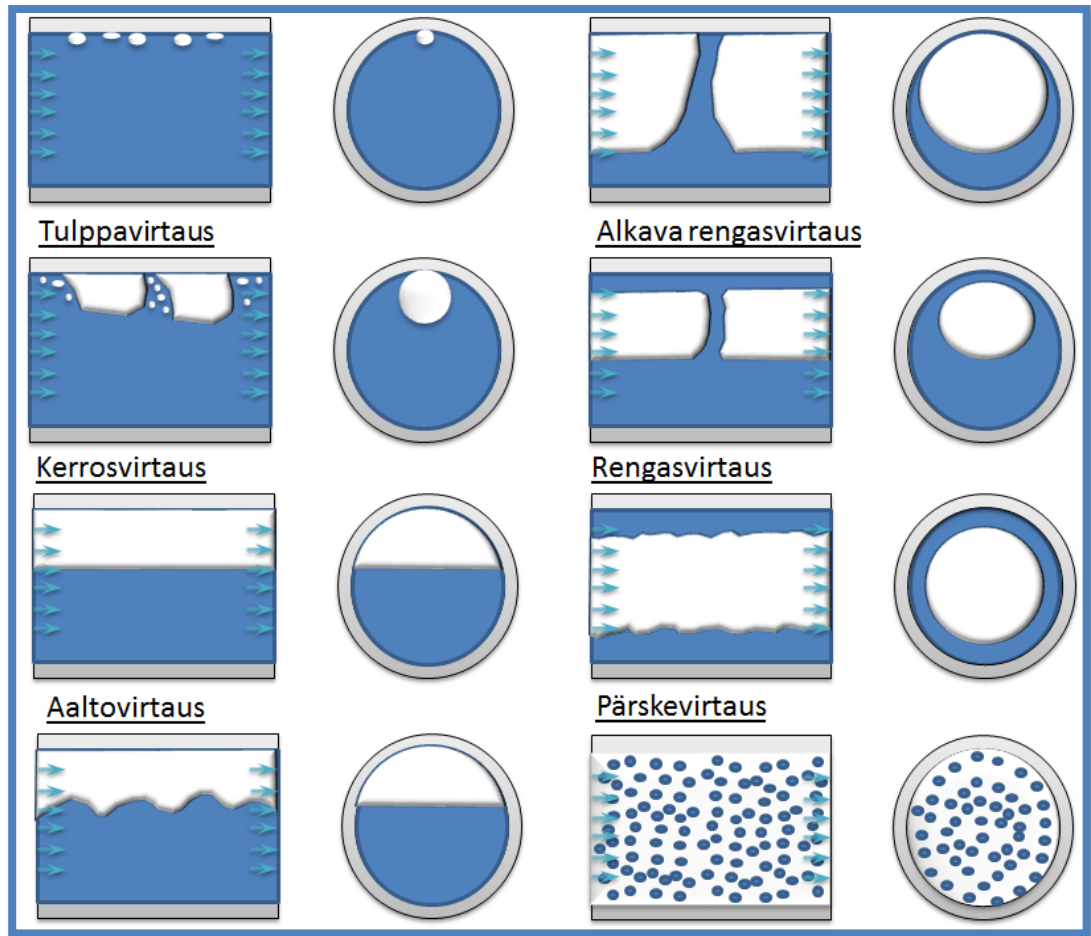 Tulppavirtaus
Alkava rengasvirtaus
Kerrosvirtaus
Rengasvirtaus
Aaltovirtaus
Pärskevirtaus